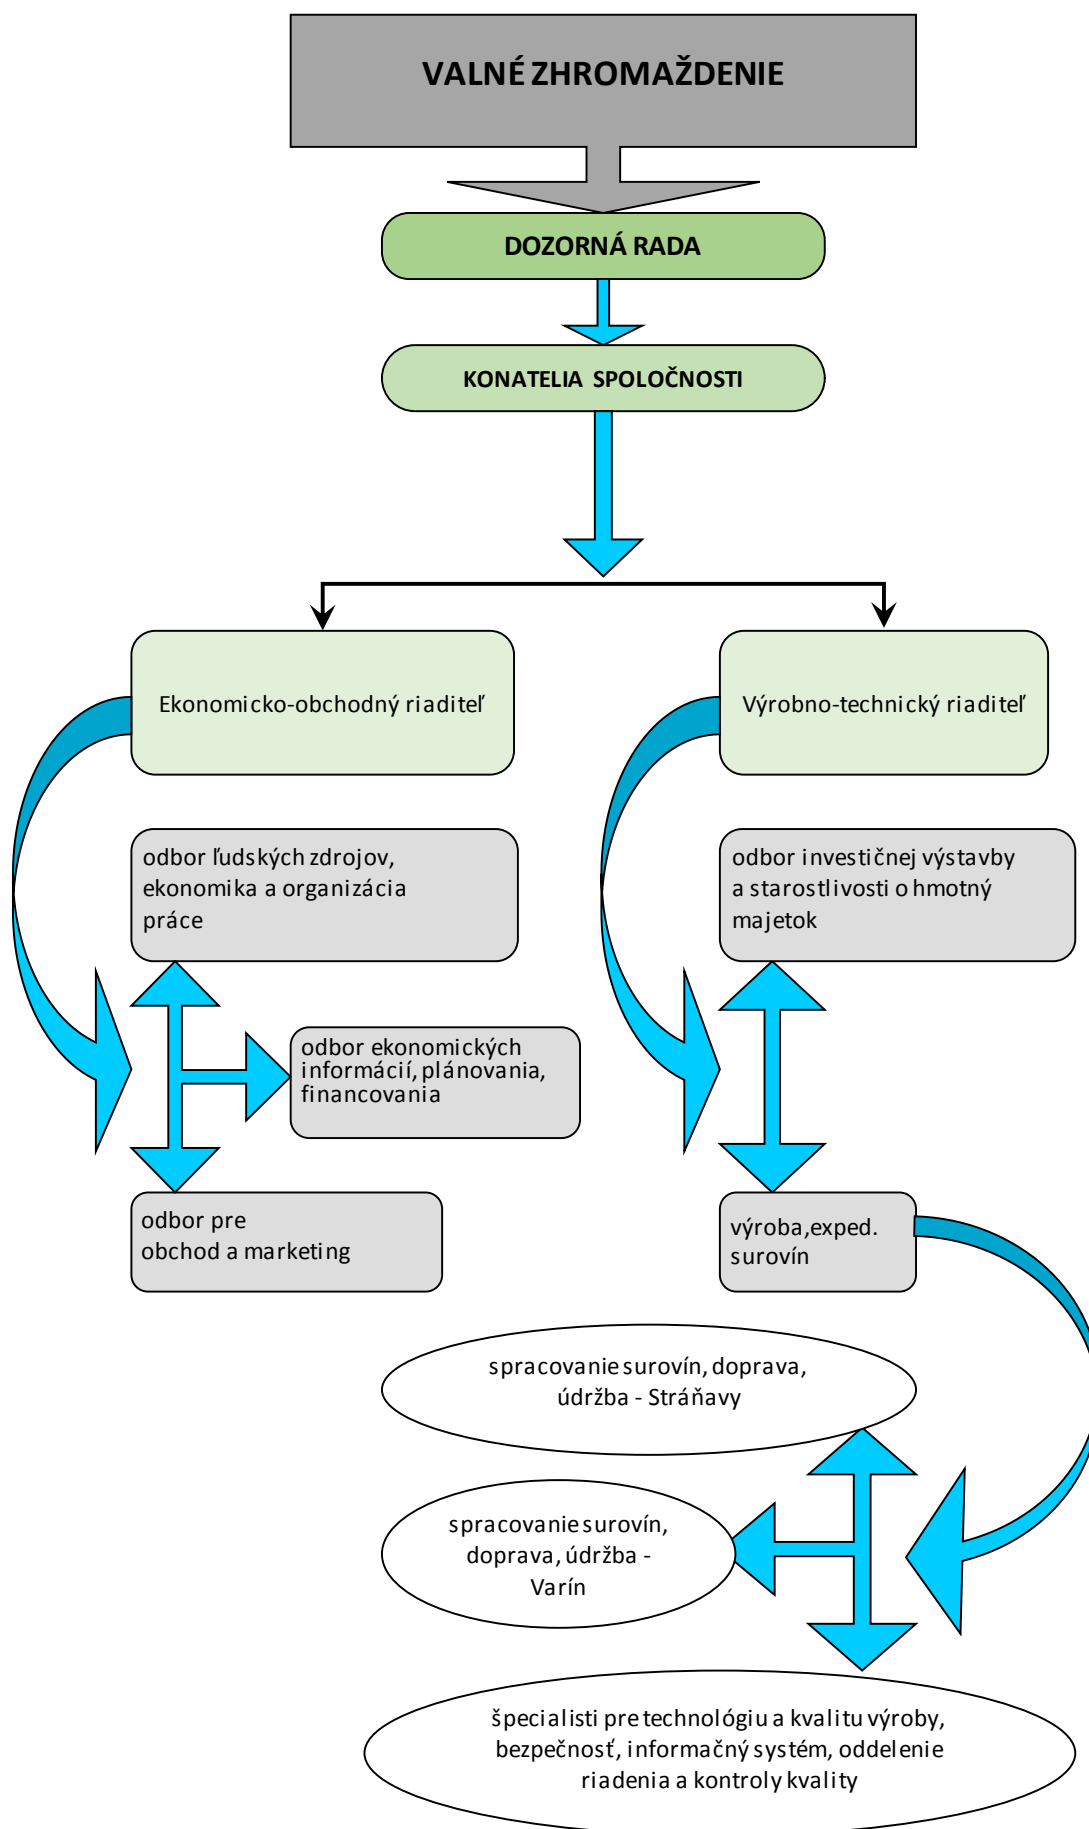 VALNÉ ZHROMAŽDENIE
DOZORNÁ RADA
KONATELIA SPOLOČNOSTI
Ekonomicko-obchodný riaditeľ
Výrobno-technický riaditeľ
odbor ľudských zdrojov,
ekonomika a organizácia
práce
odbor investičnej výstavby
a starostlivosti o hmotný
majetok
odbor ekonomických
informácií, plánovania,
financovania
odbor pre
obchod a marketing
výroba,exped.
surovín
spracovanie surovín, doprava,
údržba - Stráňavy
spracovanie surovín,
doprava, údržba -
Varín
špecialisti pre technológiu a kvalitu výroby,
bezpečnosť, informačný systém, oddelenie
riadenia a kontroly kvality